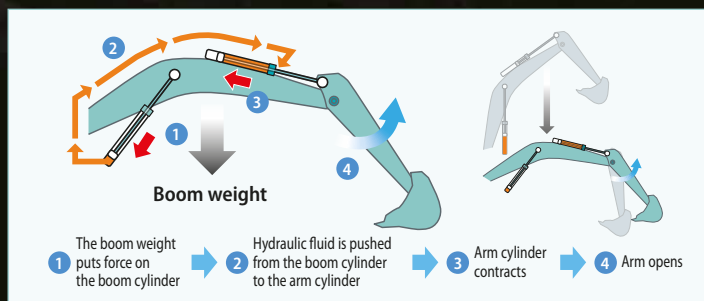 2
3
1
4
Boom weight
1
The boom weight
puts force on
the boom cylinder
2
Hydraulic fluid is pushed
from the boom cylinder
to the arm cylinder
3
Arm cylinder
contracts
4
Arm opens